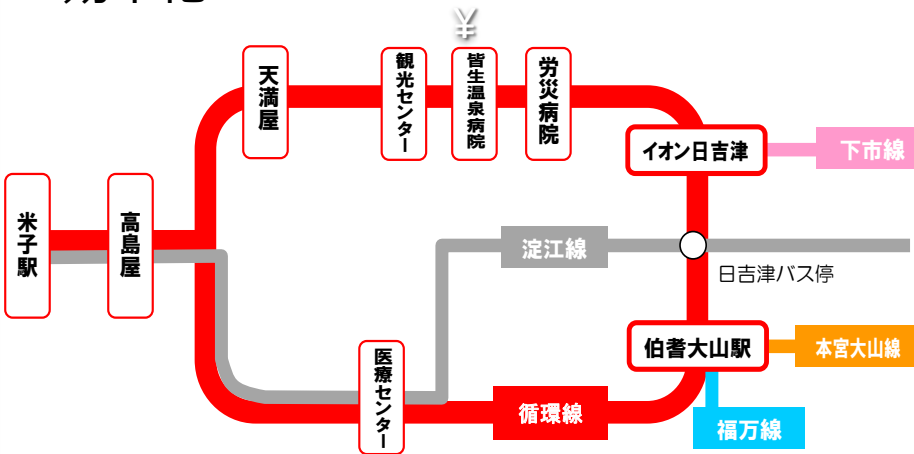 ¥
天満屋
観光センター
皆生温泉病院
労災病院
イオン日吉津
下市線
米子駅
高島屋
淀江線
日吉津バス停
医療センター
伯耆大山駅
本宮大山線
循環線
福万線